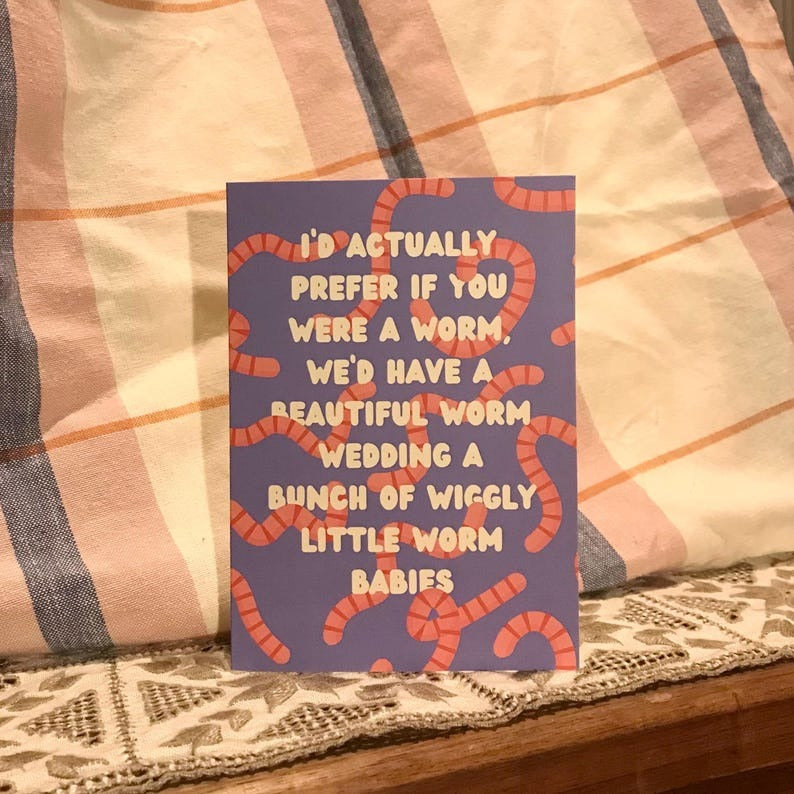 I'D ACTUALLY
PREFER IF YOU
WERE A WORM,
WE'D HAVE A
BEAUTIFUL WORM
WEDDING A
BUNCH OF WIGGLY
LITTLE WORM
BABIES